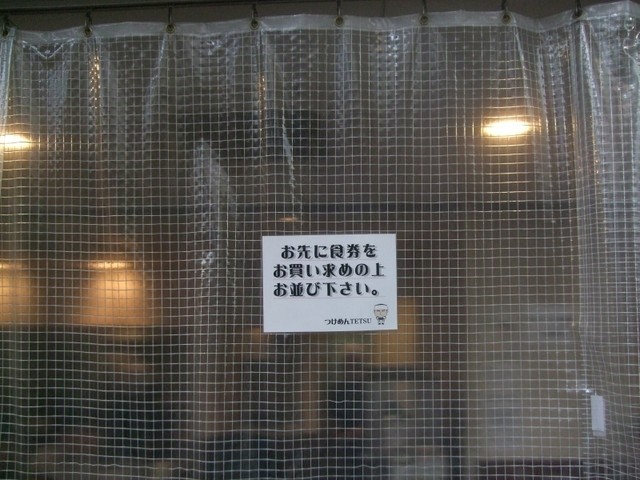 お先に食券を
お買い求めの上
お並び下さい。
つけめんTETSU